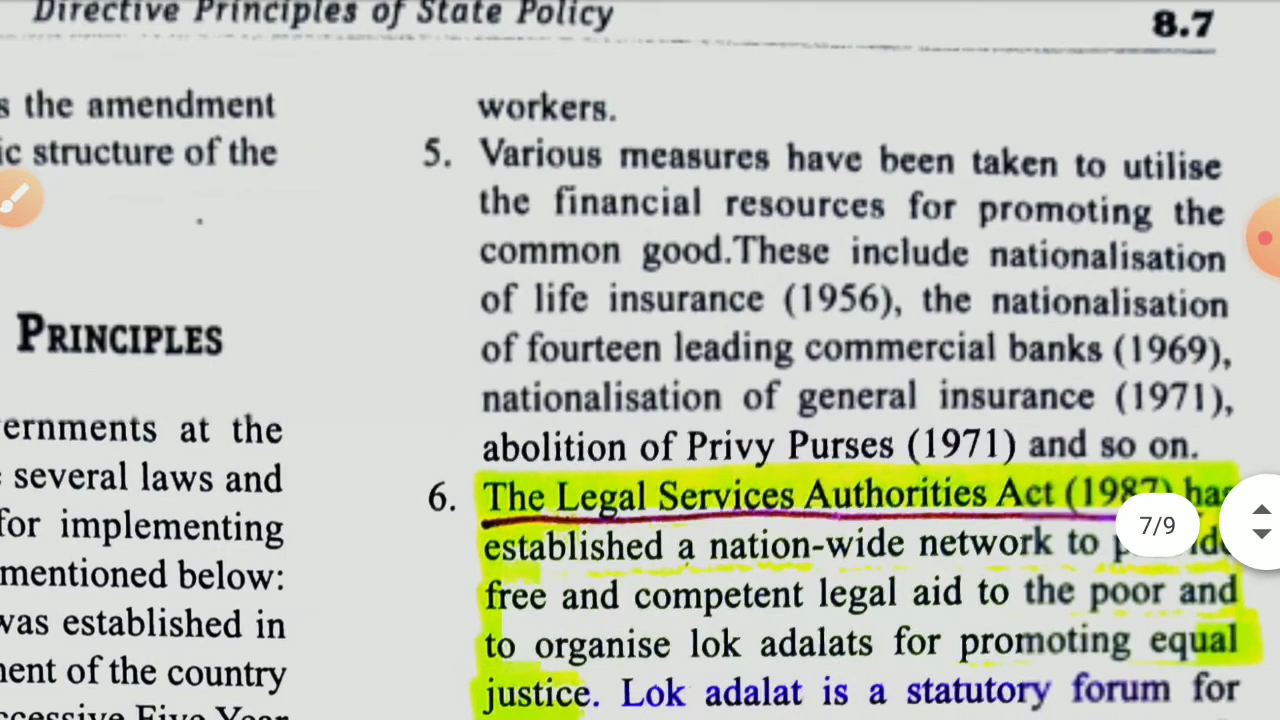 Directive Principles of State Policy
8.7
s the amendment
ic structure of the
PRINCIPLES
ernments at the
several laws and
for implementing
mentioned below:
was established in
ment of the country
ccessive Five Year
workers.
5. Various measures have been taken to utilise
the financial resources for promoting the
common good.These include nationalisation
of life insurance (1956), the nationalisation
of fourteen leading commercial banks (1969),
nationalisation of general insurance (1971),
abolition of Privy Purses (1971) and so on.
6. The Legal Services Authorities Act (1987) has
established a nation-wide network to
free and competent legal aid to the poor and
to organise lok adalats for promoting equal
justice. Lok adalat is a statutory forum for
7/9